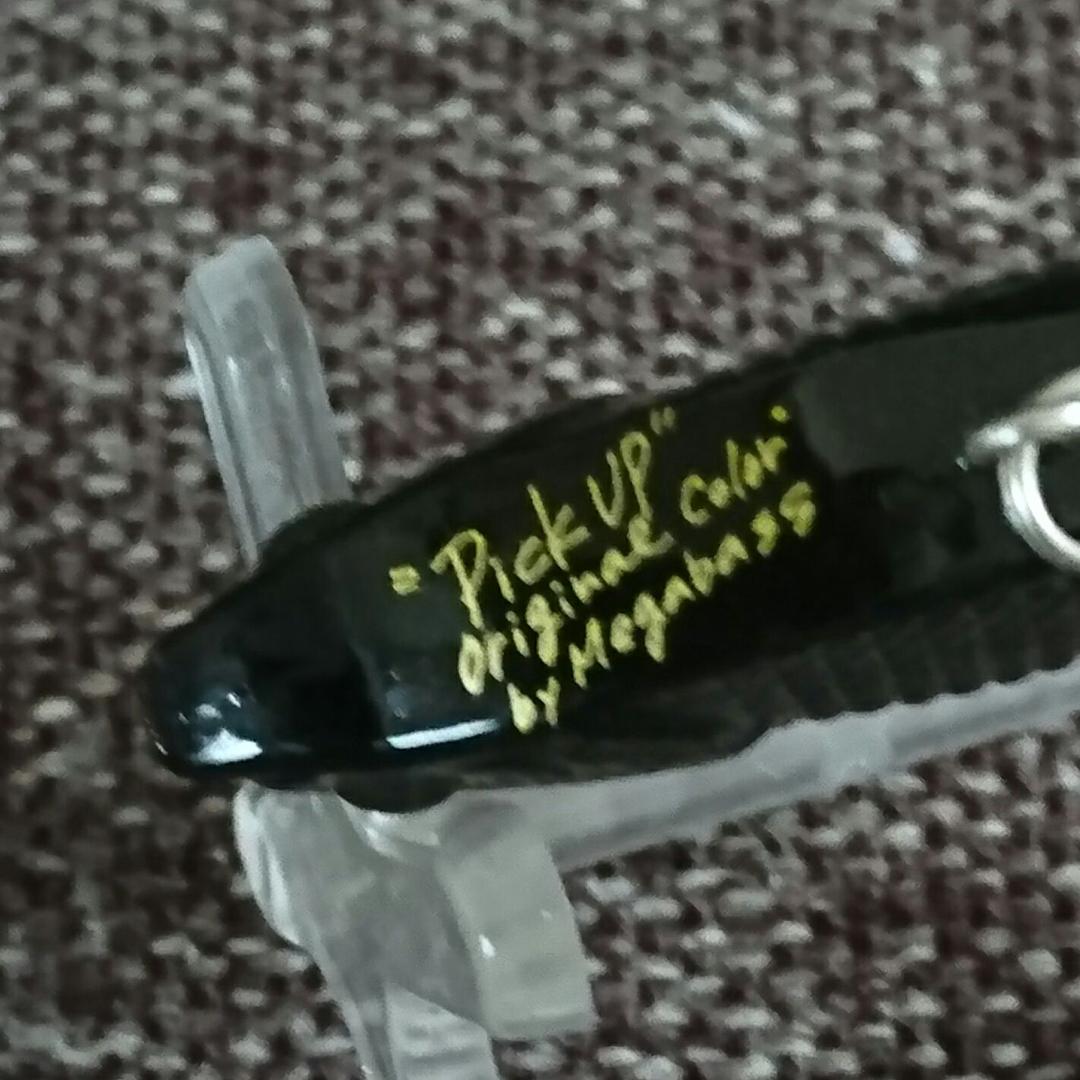 "Pick UP"
original color"
by Megabass